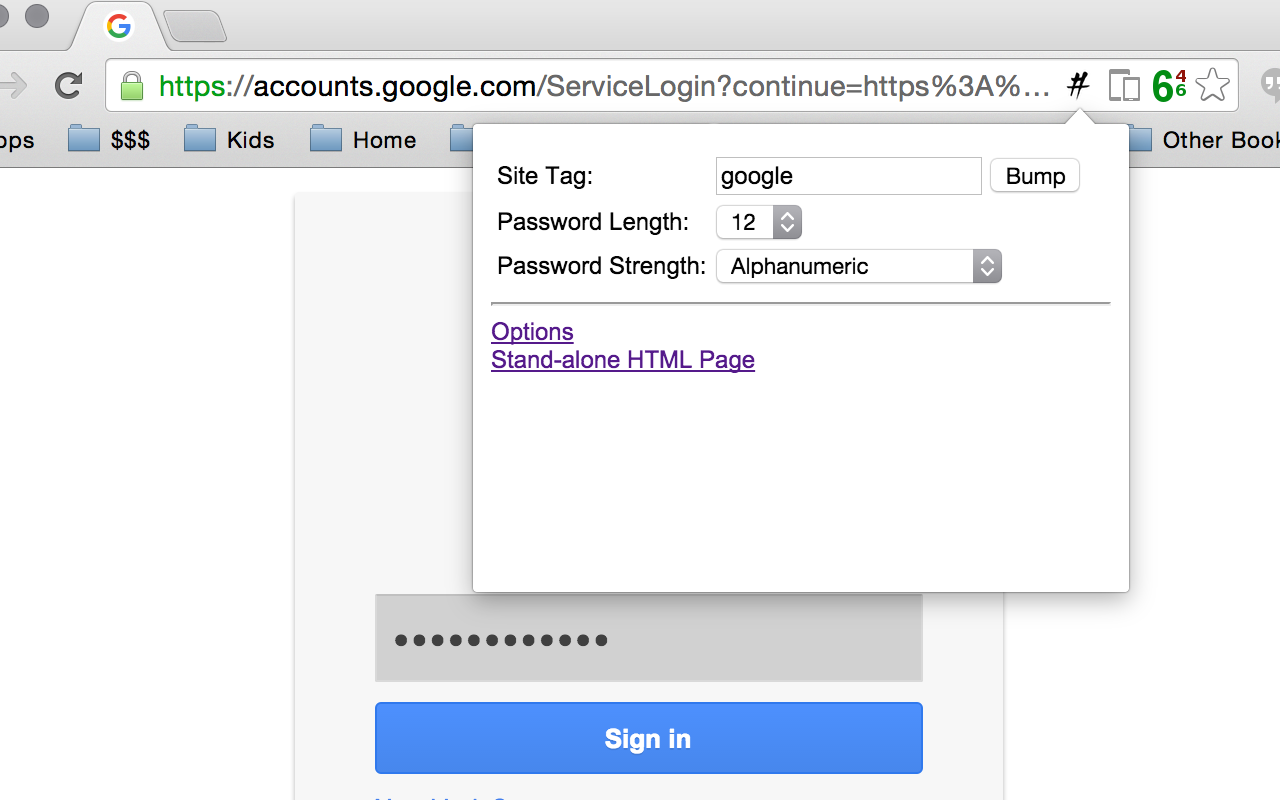 https://accounts.google.com/ServiceLogin?continue=https%3A%... # 6 4 6
$$$ Kids Home Other Book
Site Tag: google Bump
Password Length: 12
Password Strength: Alphanumeric
Options
Stand-alone HTML Page
Sign in